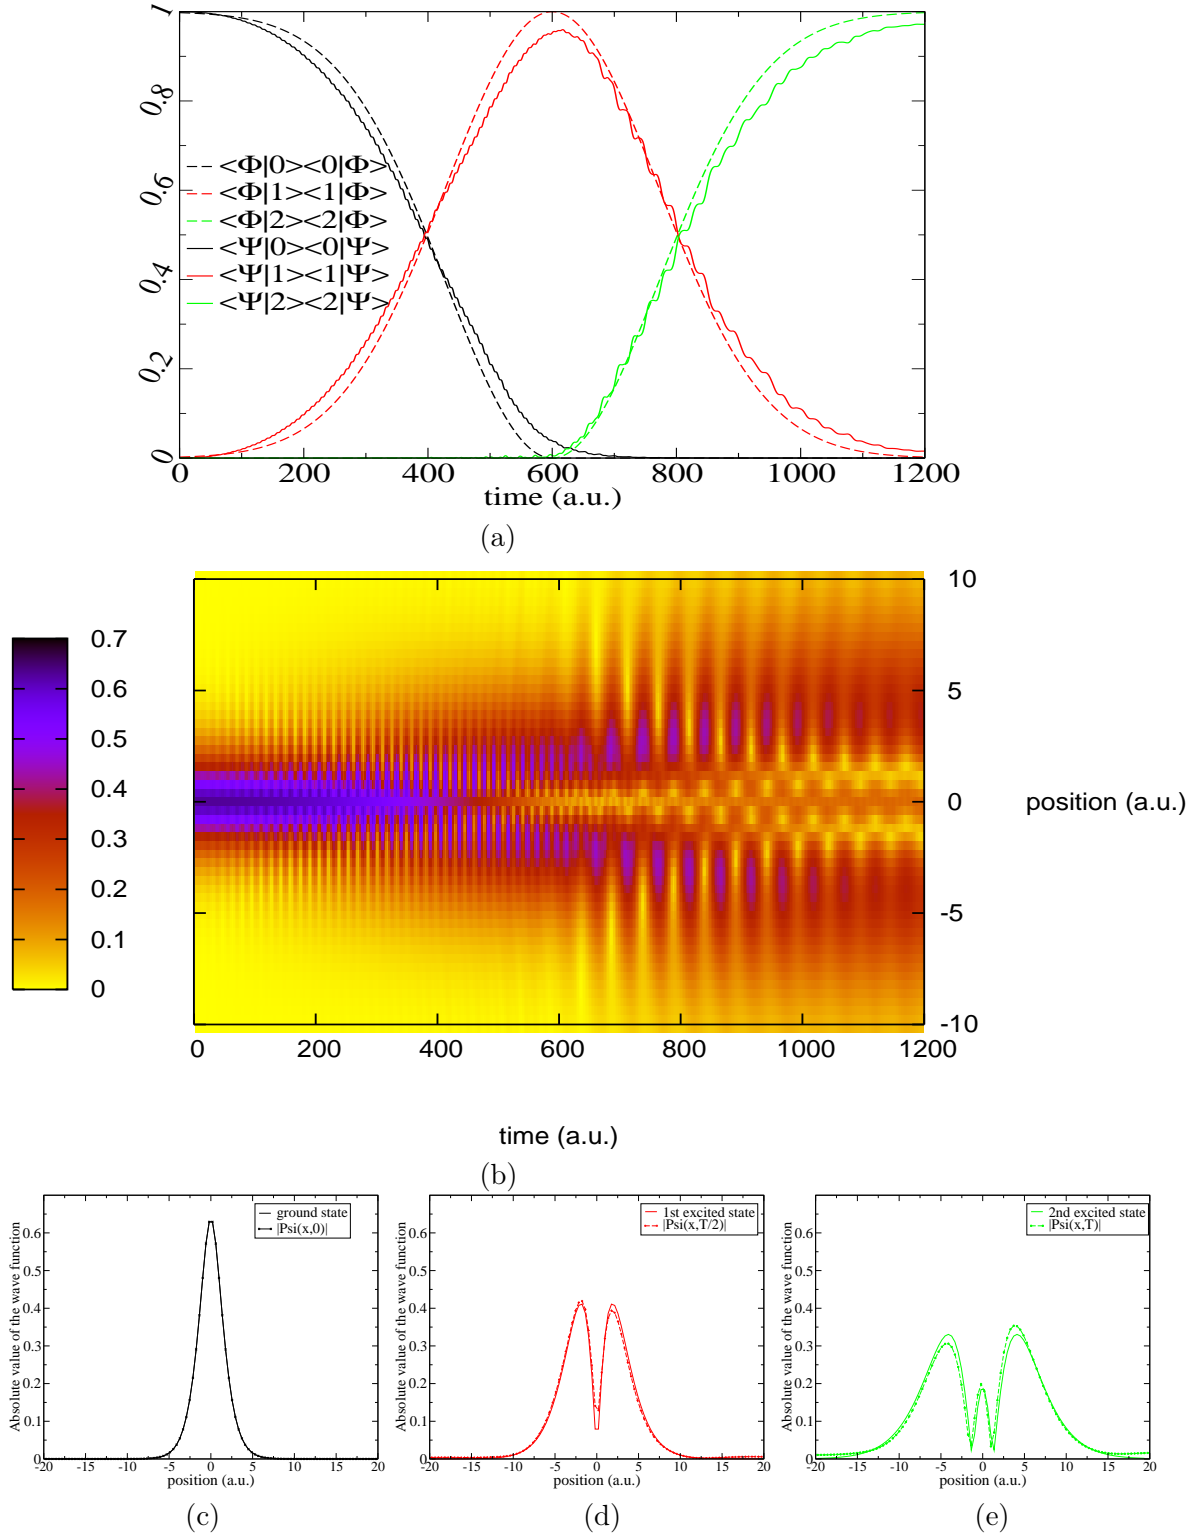 1
0.8
<Φ|0><0|Φ>
<Φ|1><1|Φ>
0.6
<Φ|2><2|Φ>
<Ψ|0><0|Ψ>
<Ψ|1><1|Ψ>
0.4
<Ψ|2><2|Ψ>
0.2
0
0 200 400 600 800 1000 1200
time (a.u.)
(a)
10
0.7
0.6
5
0.5
0.4
0 position (a.u.)
0.3
0.2
-5
0.1
0
-10
0 200 400 600 800 1000 1200
time (a.u.)
(b)
Absolute value of the wave function
0.6
0.5
0.4
0.3
0.2
0.1
0
ground state
|Psi(x,0)|
-20 -15 -10 -5 0 5 10 15 20
position (a.u.)
(c)
Absolute value of the wave function
0.6
0.5
0.4
0.3
0.2
0.1
0
1st excited state
|Psi(x,T/2)|
-20 -15 -10 -5 0 5 10 15 20
position (a.u.)
(d)
Absolute value of the wave function
0.6
0.5
0.4
0.3
0.2
0.1
0
2nd excited state
|Psi(x,T)|
-20 -15 -10 -5 0 5 10 15 20
position (a.u.)
(e)